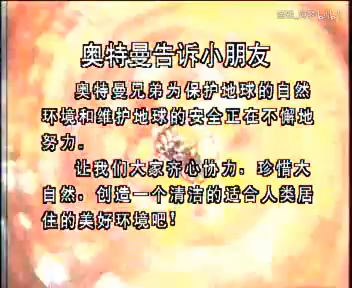 奥特曼告诉小朋友
奥特曼兄弟为保护地球的自然
环境和维护地球的安全正在不懈地
努力。
让我们大家齐心协力，珍惜大
自然，创造一个清洁的适合人类居
住的美好环境吧！